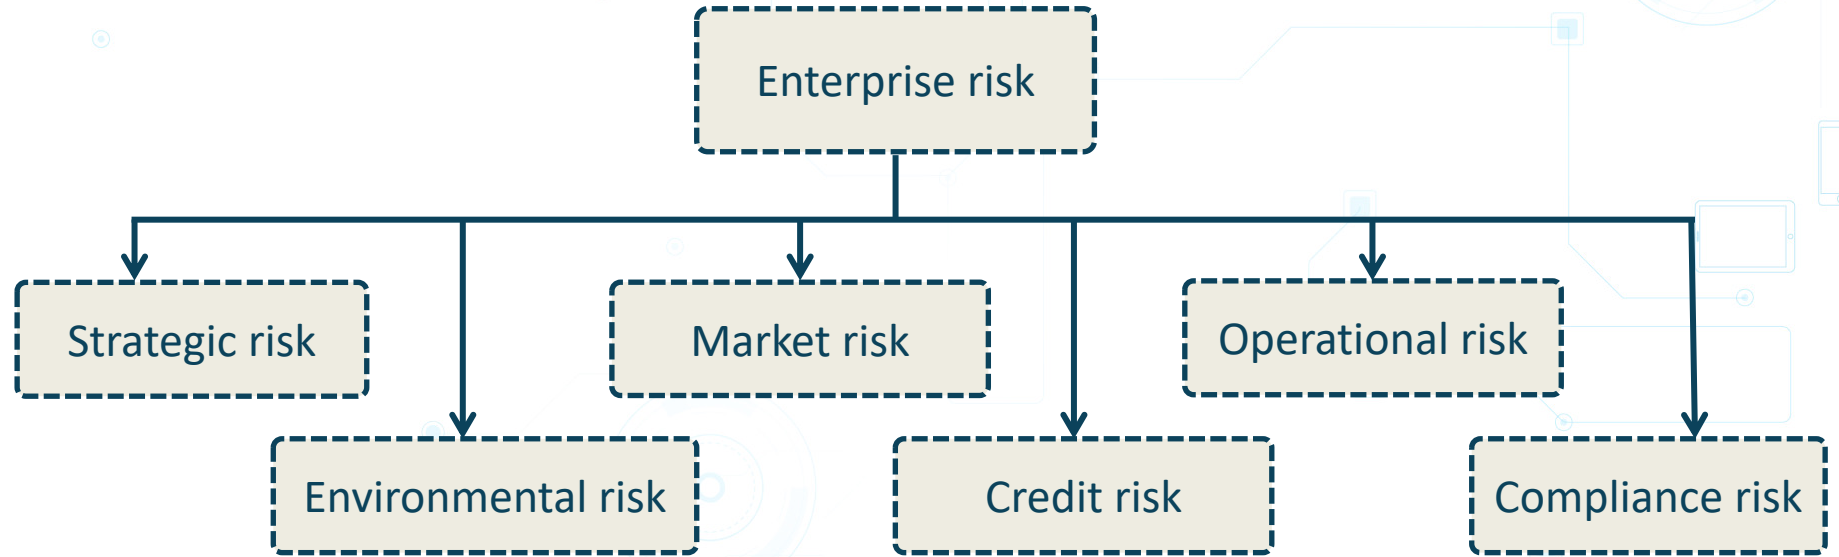 Enterprise risk
Strategic risk
Market risk
Operational risk
Environmental risk
Credit risk
Compliance risk